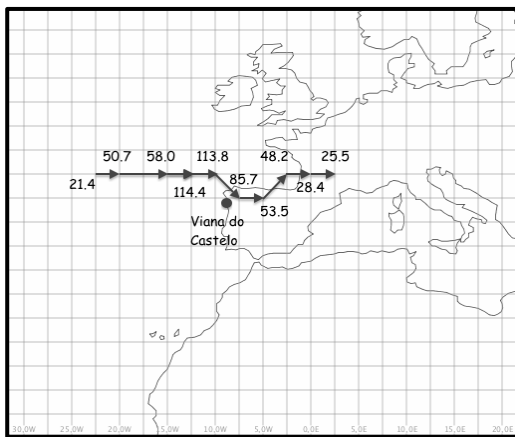 50.7 58.0 113.8 48.2 25.5
21.4 114.4 85.7 53.5 28.4
Viana do
Castelo
30,0W 25,0W 20,0W 15,0W 10,0W 5,0W 0,0E 5,0E 10,0E 15,0E 20,0E